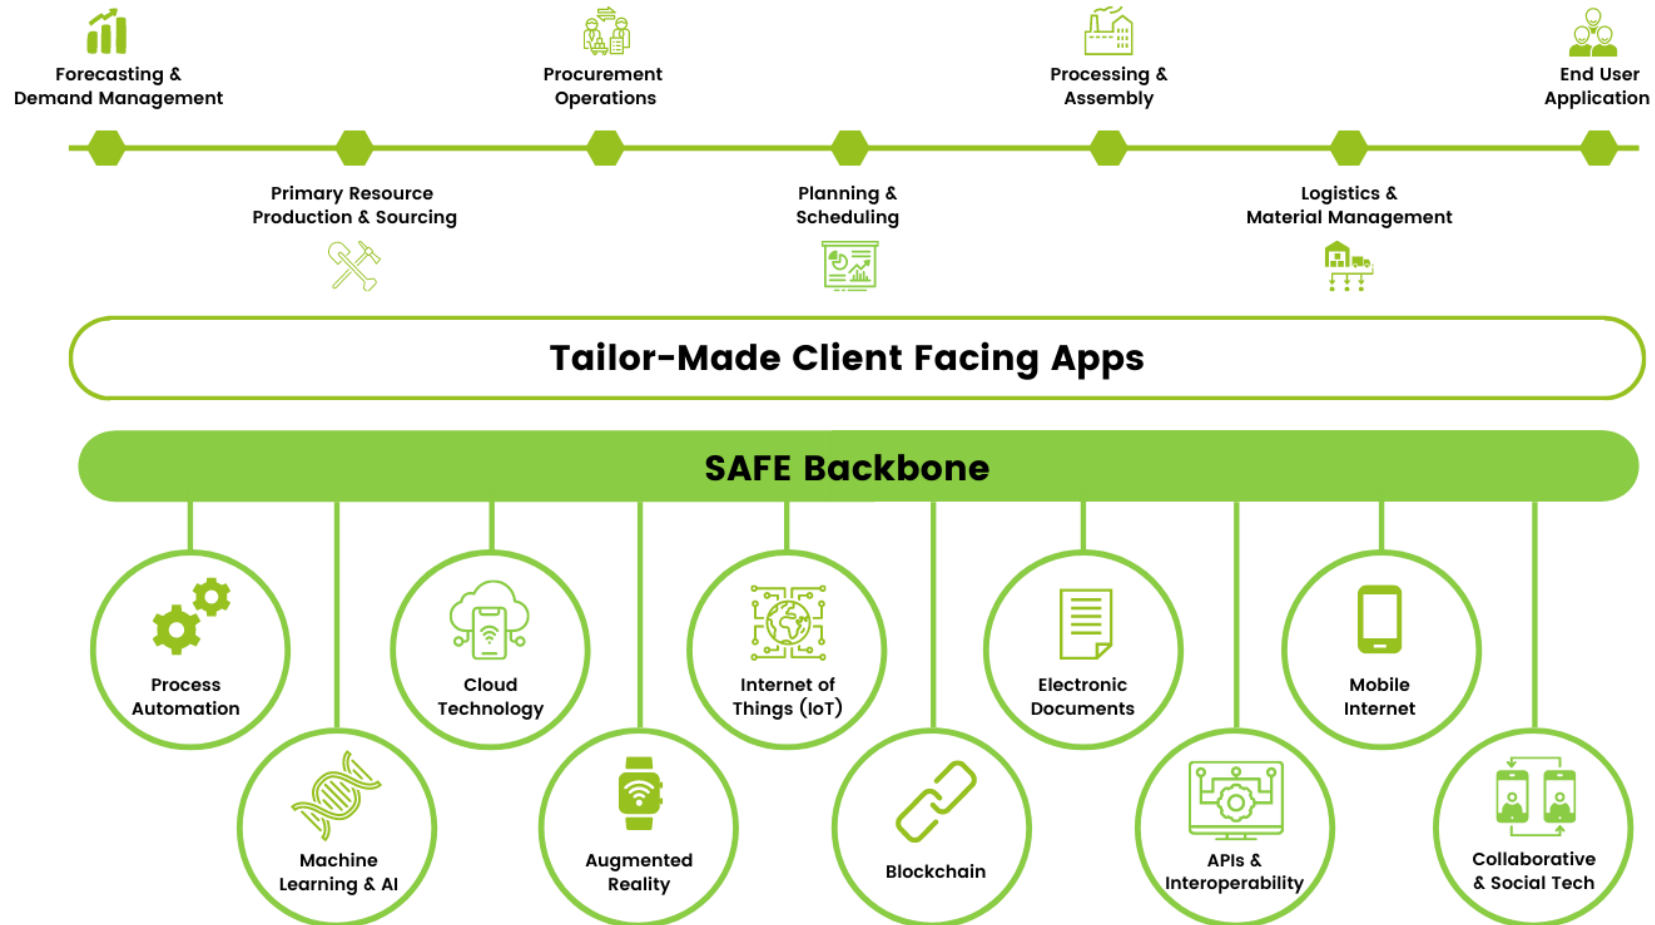 Forecasting &
Demand Management
Procurement
Operations
Processing &
Assembly
End User
Application
Primary Resource
Production & Sourcing
Planning &
Scheduling
Logistics &
Material Management
Tailor-Made Client Facing Apps
SAFE Backbone
Process
Automation
Cloud
Technology
Internet of
Things (IoT)
Electronic
Documents
Mobile
Internet
Machine
Learning & AI
Augmented
Reality
Blockchain
APIs &
Interoperability
Collaborative
& Social Tech